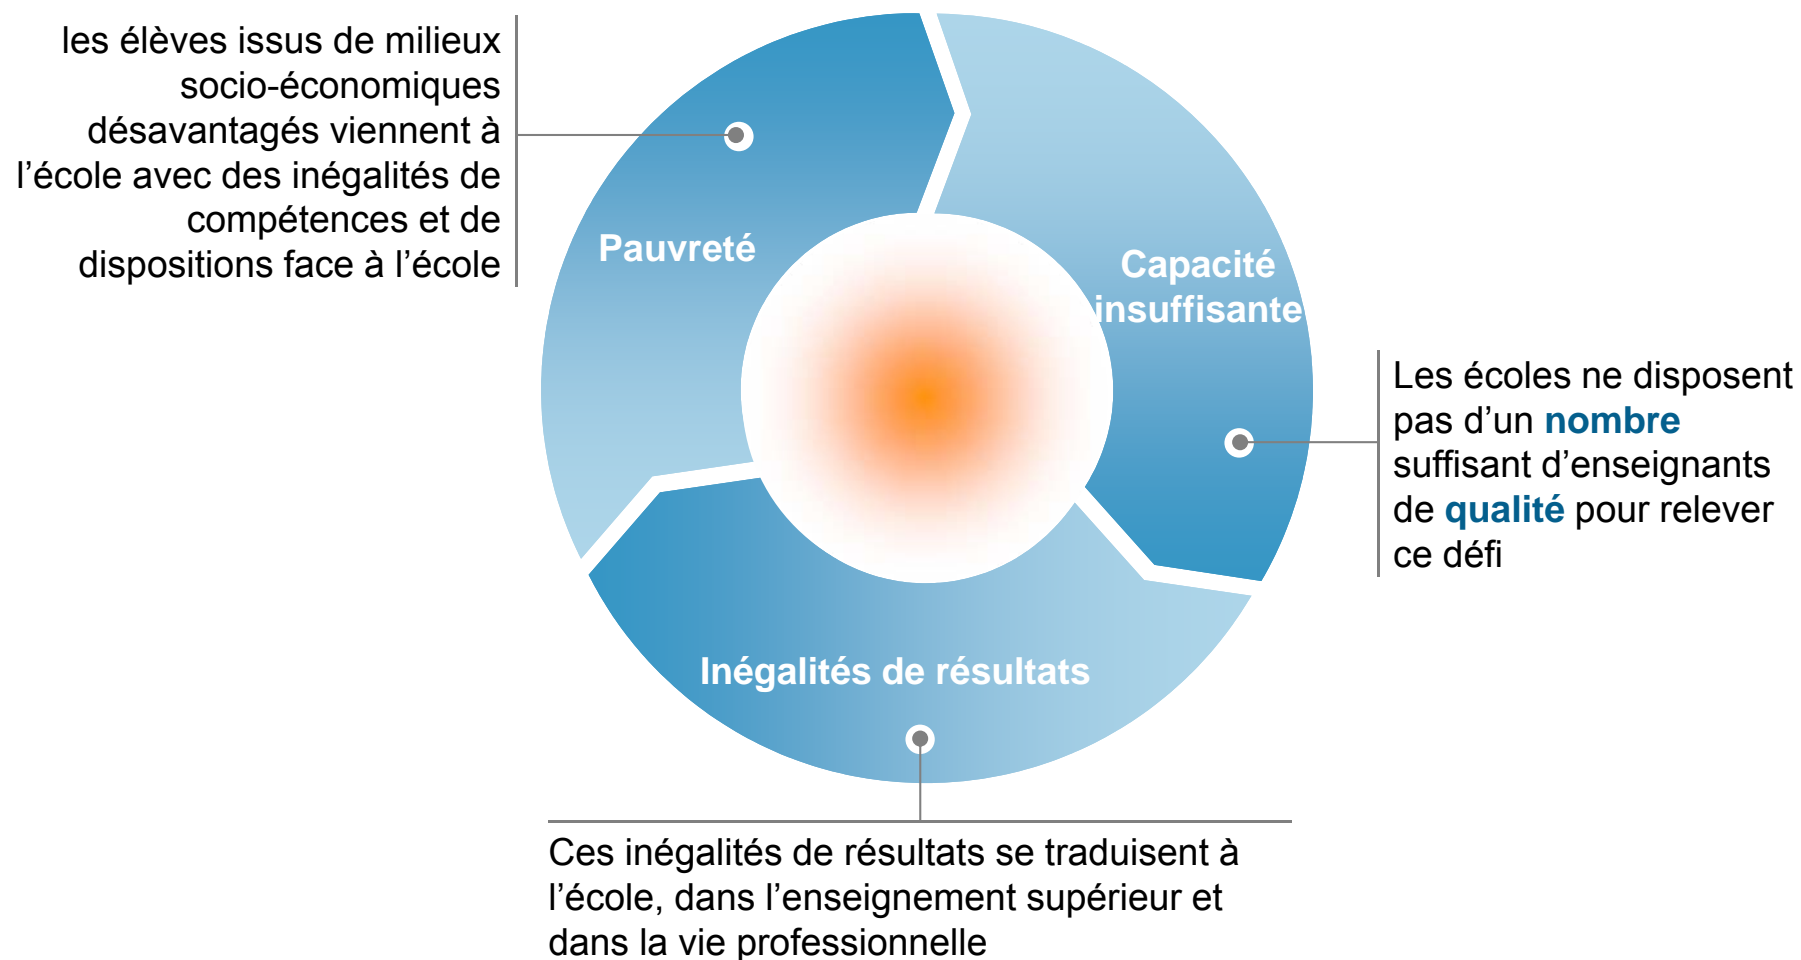 les élèves issus de milieux
socio-économiques
désavantagés viennent à
l’école avec des inégalités de
compétences et de
dispositions face à l’école
Pauvreté
Capacité
insuffisante
Les écoles ne disposent
pas d’un nombre
suffisant d’enseignants
de qualité pour relever
ce défi
Inégalités de résultats
Ces inégalités de résultats se traduisent à
l’école, dans l’enseignement supérieur et
dans la vie professionnelle